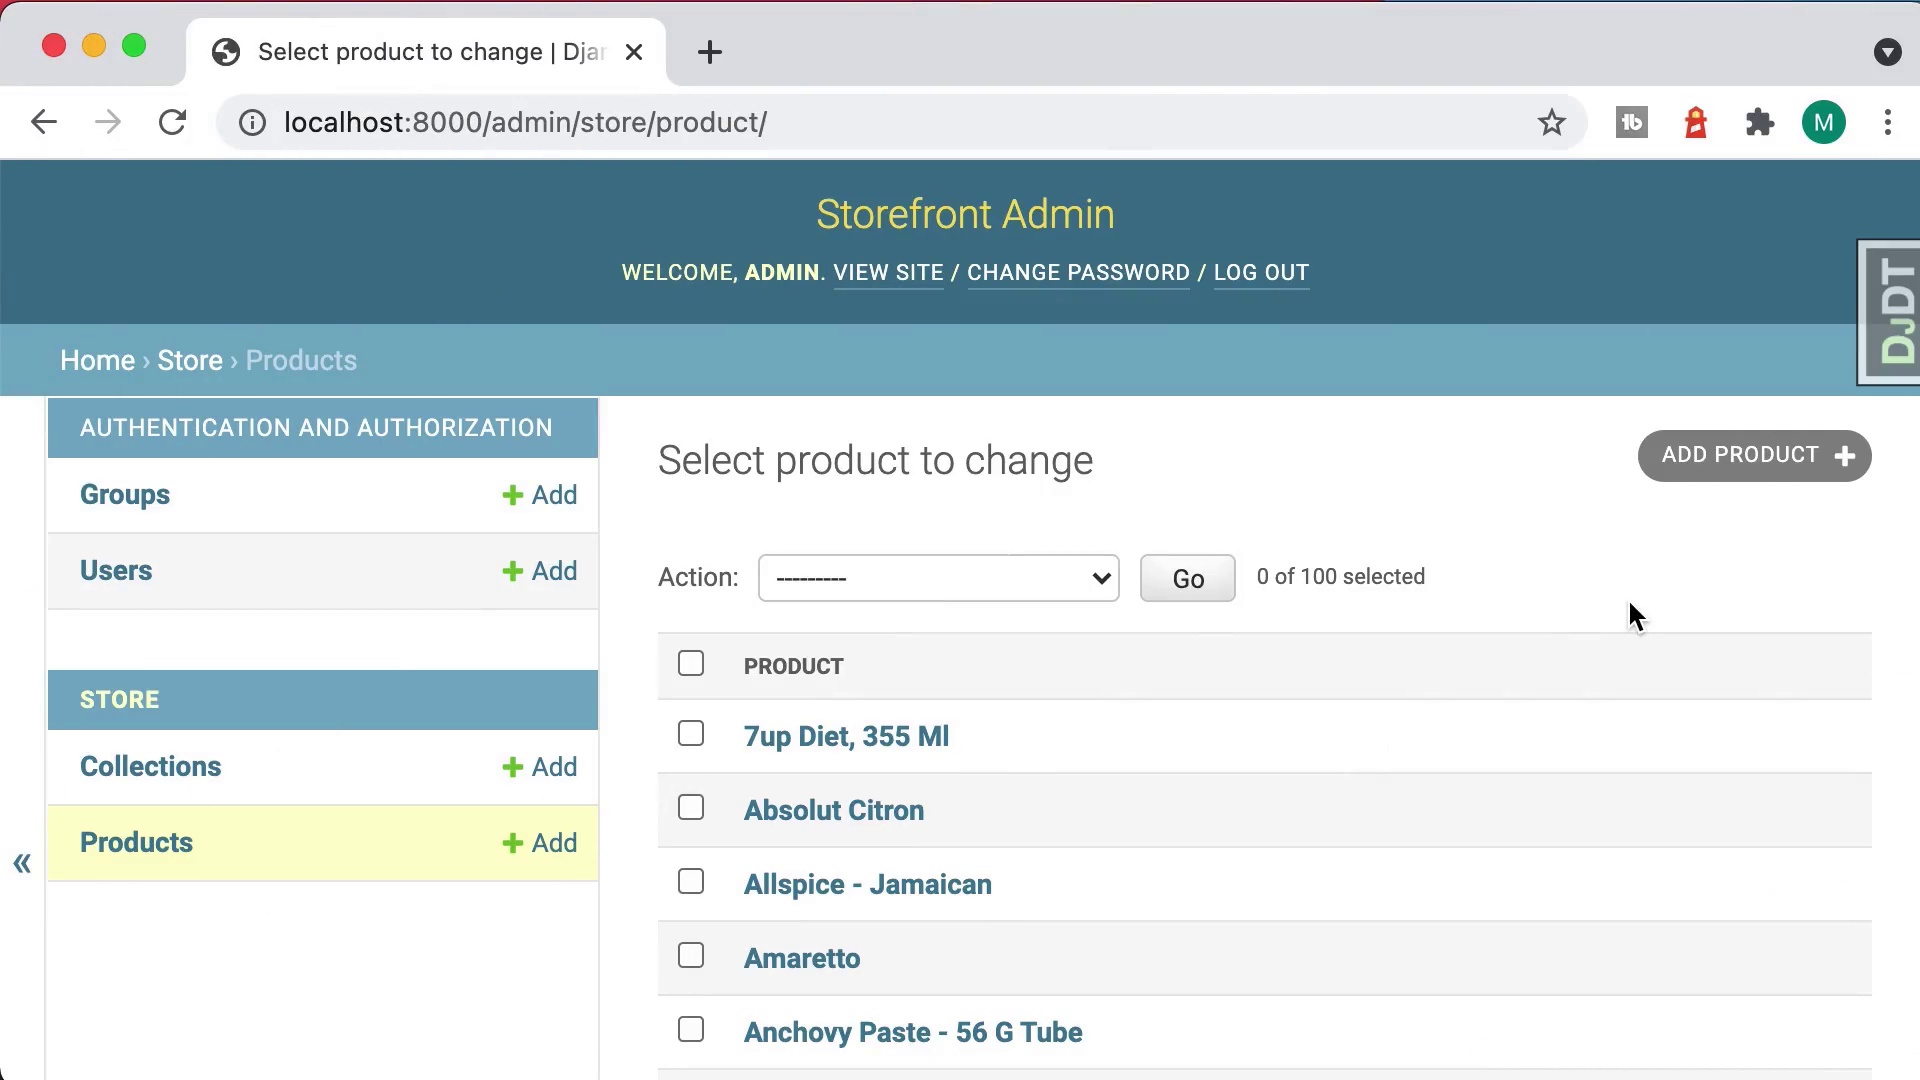 Select product to change | Djan
localhost:8000/admin/store/product/
tb
M
Storefront Admin
WELCOME, ADMIN. VIEW SITE / CHANGE PASSWORD / LOG OUT
DJDT
Home › Store › Products
AUTHENTICATION AND AUTHORIZATION
Groups + Add
Users + Add
STORE
Collections + Add
Products + Add
«
Select product to change
ADD PRODUCT +
Action: --------- Go 0 of 100 selected
PRODUCT
7up Diet, 355 Ml
Absolut Citron
Allspice - Jamaican
Amaretto
Anchovy Paste - 56 G Tube